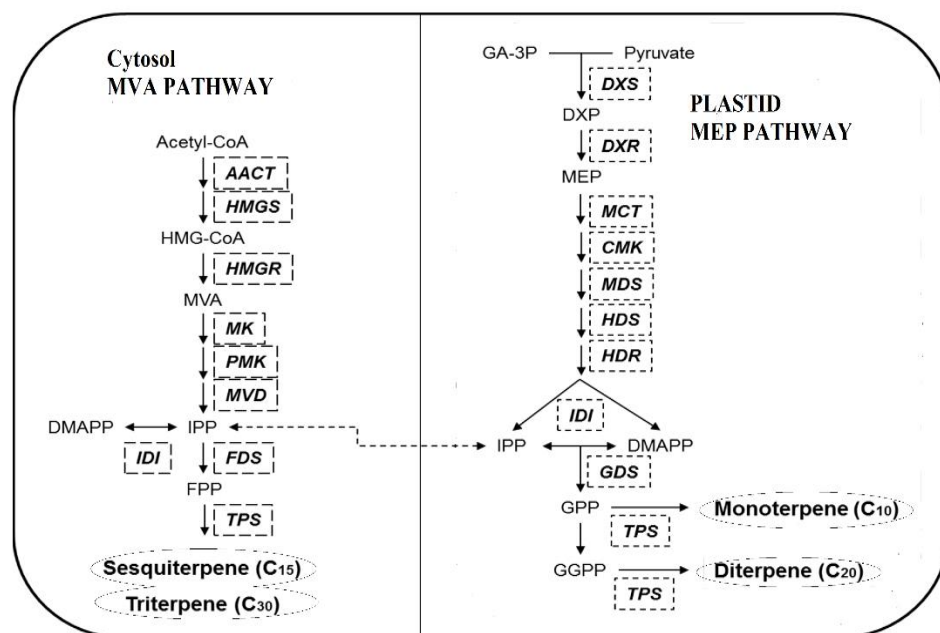 Cytosol
MVA PATHWAY
Acetyl-CoA
AACT
HMGS
HMG-CoA
HMGR
MVA
MK
PMK
MVD
DMAPP IPP
IDI FDS
FPP
TPS
Sesquiterpene (C15)
Triterpene (C30)
GA-3P Pyruvate
DXS
PLASTID
MEP PATHWAY
DXP
DXR
MEP
MCT
CMK
MDS
HDS
HDR
IDI
IPP DMAPP
GDS
GPP Monoterpene (C10)
TPS
GGPP Diterpene (C20)
TPS